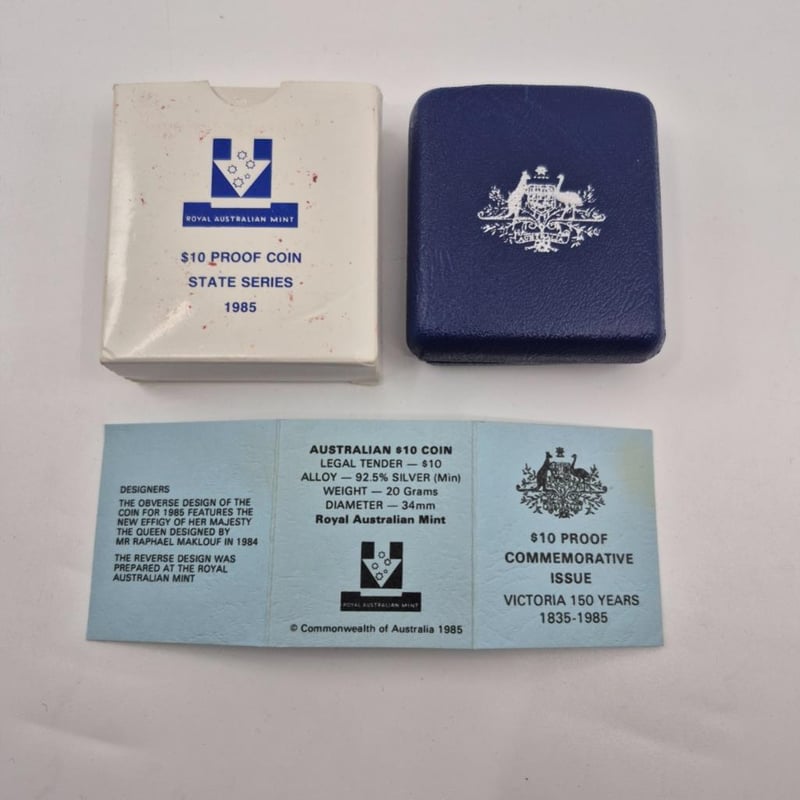 ROYAL AUSTRALIAN MINT
$10 PROOF COIN
STATE SERIES
1985
AUSTRALIA
DESIGNERS
THE OBVERSE DESIGN OF THE
COIN FOR 1985 FEATURES THE
NEW EFFIGY OF HER MAJESTY
THE QUEEN DESIGNED BY
MR RAPHAEL MAKLOUF IN 1984
THE REVERSE DESIGN WAS
PREPARED AT THE ROYAL
AUSTRALIAN MINT
AUSTRALIAN $10 COIN
LEGAL TENDER — $10
ALLOY — 92.5% SILVER (Min)
WEIGHT — 20 Grams
DIAMETER — 34mm
Royal Australian Mint
ROYAL AUSTRALIAN MINT
© Commonwealth of Australia 1985
$10 PROOF
COMMEMORATIVE
ISSUE
VICTORIA 150 YEARS
1835-1985